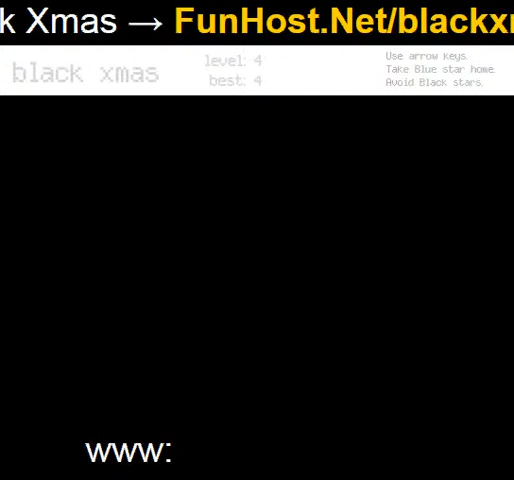 k Xmas → FunHost.Net/blackx
black xmas
level: 4
best: 4
Use arrow keys.
Take Blue star home.
Avoid Black stars.
www: